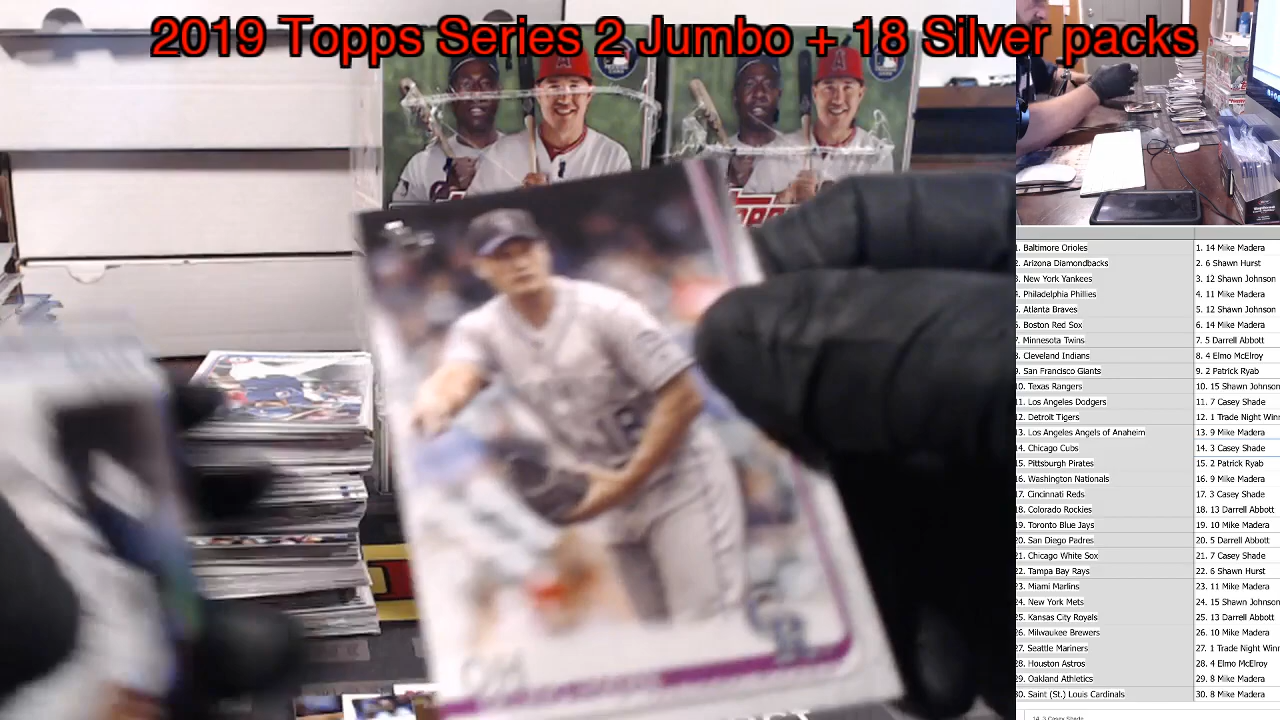 2019 Topps Series 2 Jumbo + 18 Silver packs
1. Baltimore Orioles 1. 14 Mike Madera
2. Arizona Diamondbacks 2. 6 Shawn Hurst
3. New York Yankees 3. 12 Shawn Johnson
4. Philadelphia Phillies 4. 11 Mike Madera
5. Atlanta Braves 5. 12 Shawn Johnson
6. Boston Red Sox 6. 14 Mike Madera
7. Minnesota Twins 7. 5 Darrell Abbott
8. Cleveland Indians 8. 4 Elmo McElroy
9. San Francisco Giants 9. 2 Patrick Ryab
10. Texas Rangers 10. 15 Shawn Johnson
11. Los Angeles Dodgers 11. 7 Casey Shade
12. Detroit Tigers 12. 1 Trade Night Winn
13. Los Angeles Angels of Anaheim 13. 9 Mike Madera
14. Chicago Cubs 14. 3 Casey Shade
15. Pittsburgh Pirates 15. 2 Patrick Ryab
16. Washington Nationals 16. 9 Mike Madera
17. Cincinnati Reds 17. 3 Casey Shade
18. Colorado Rockies 18. 13 Darrell Abbott
19. Toronto Blue Jays 19. 10 Mike Madera
20. San Diego Padres 20. 5 Darrell Abbott
21. Chicago White Sox 21. 7 Casey Shade
22. Tampa Bay Rays 22. 6 Shawn Hurst
23. Miami Marlins 23. 11 Mike Madera
24. New York Mets 24. 15 Shawn Johnson
25. Kansas City Royals 25. 13 Darrell Abbott
26. Milwaukee Brewers 26. 10 Mike Madera
27. Seattle Mariners 27. 1 Trade Night Winn
28. Houston Astros 28. 4 Elmo McElroy
29. Oakland Athletics 29. 8 Mike Madera
30. Saint (St.) Louis Cardinals 30. 8 Mike Madera
14. 3 Casey Shade